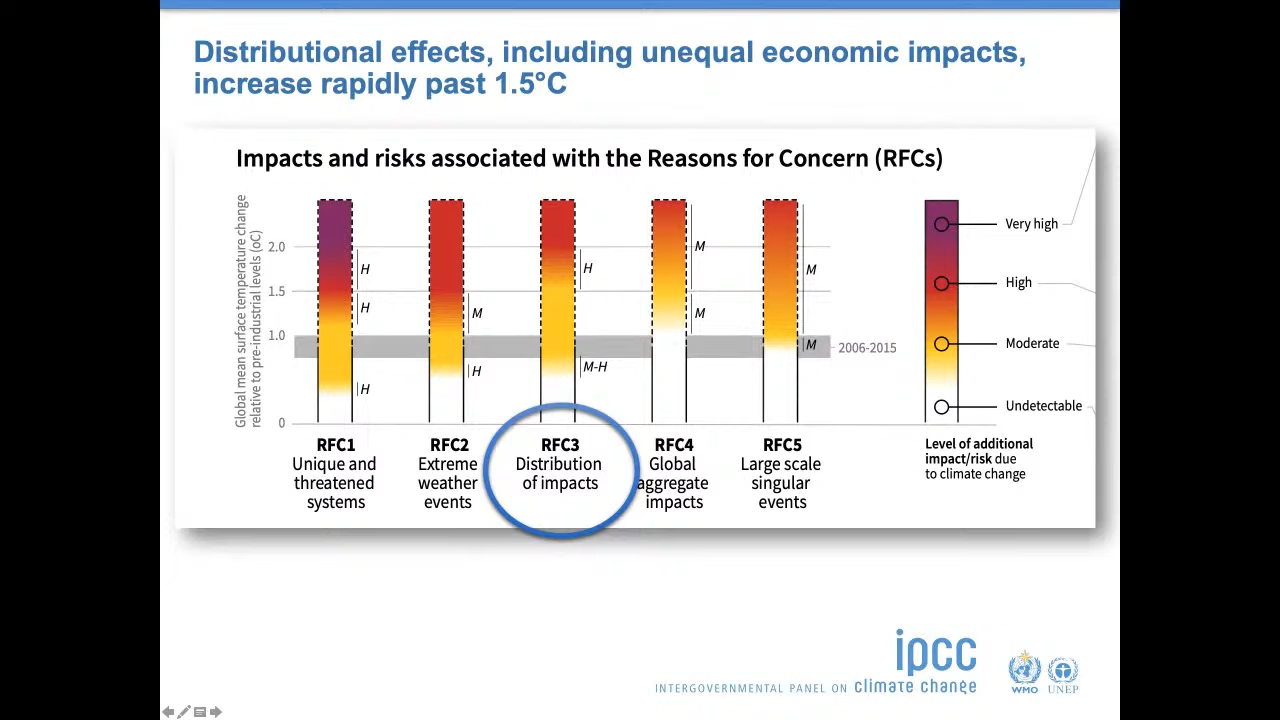 Distributional effects, including unequal economic impacts,
increase rapidly past 1.5°C
Impacts and risks associated with the Reasons for Concern (RFCs)
Global mean surface temperature change
relative to pre-industrial levels (oC)
2.0
1.5
1.0
0
H
H
H
M
H
H
M-H
M
M
M
M
2006-2015
Very high
High
Moderate
Undetectable
Level of additional
impact/risk due
to climate change
RFC1
Unique and
threatened
systems
RFC2
Extreme
weather
events
RFC3
Distribution
of impacts
RFC4
Global
aggregate
impacts
RFC5
Large scale
singular
events
ipcc
INTERGOVERNMENTAL PANEL ON climate change
WMO
UNEP